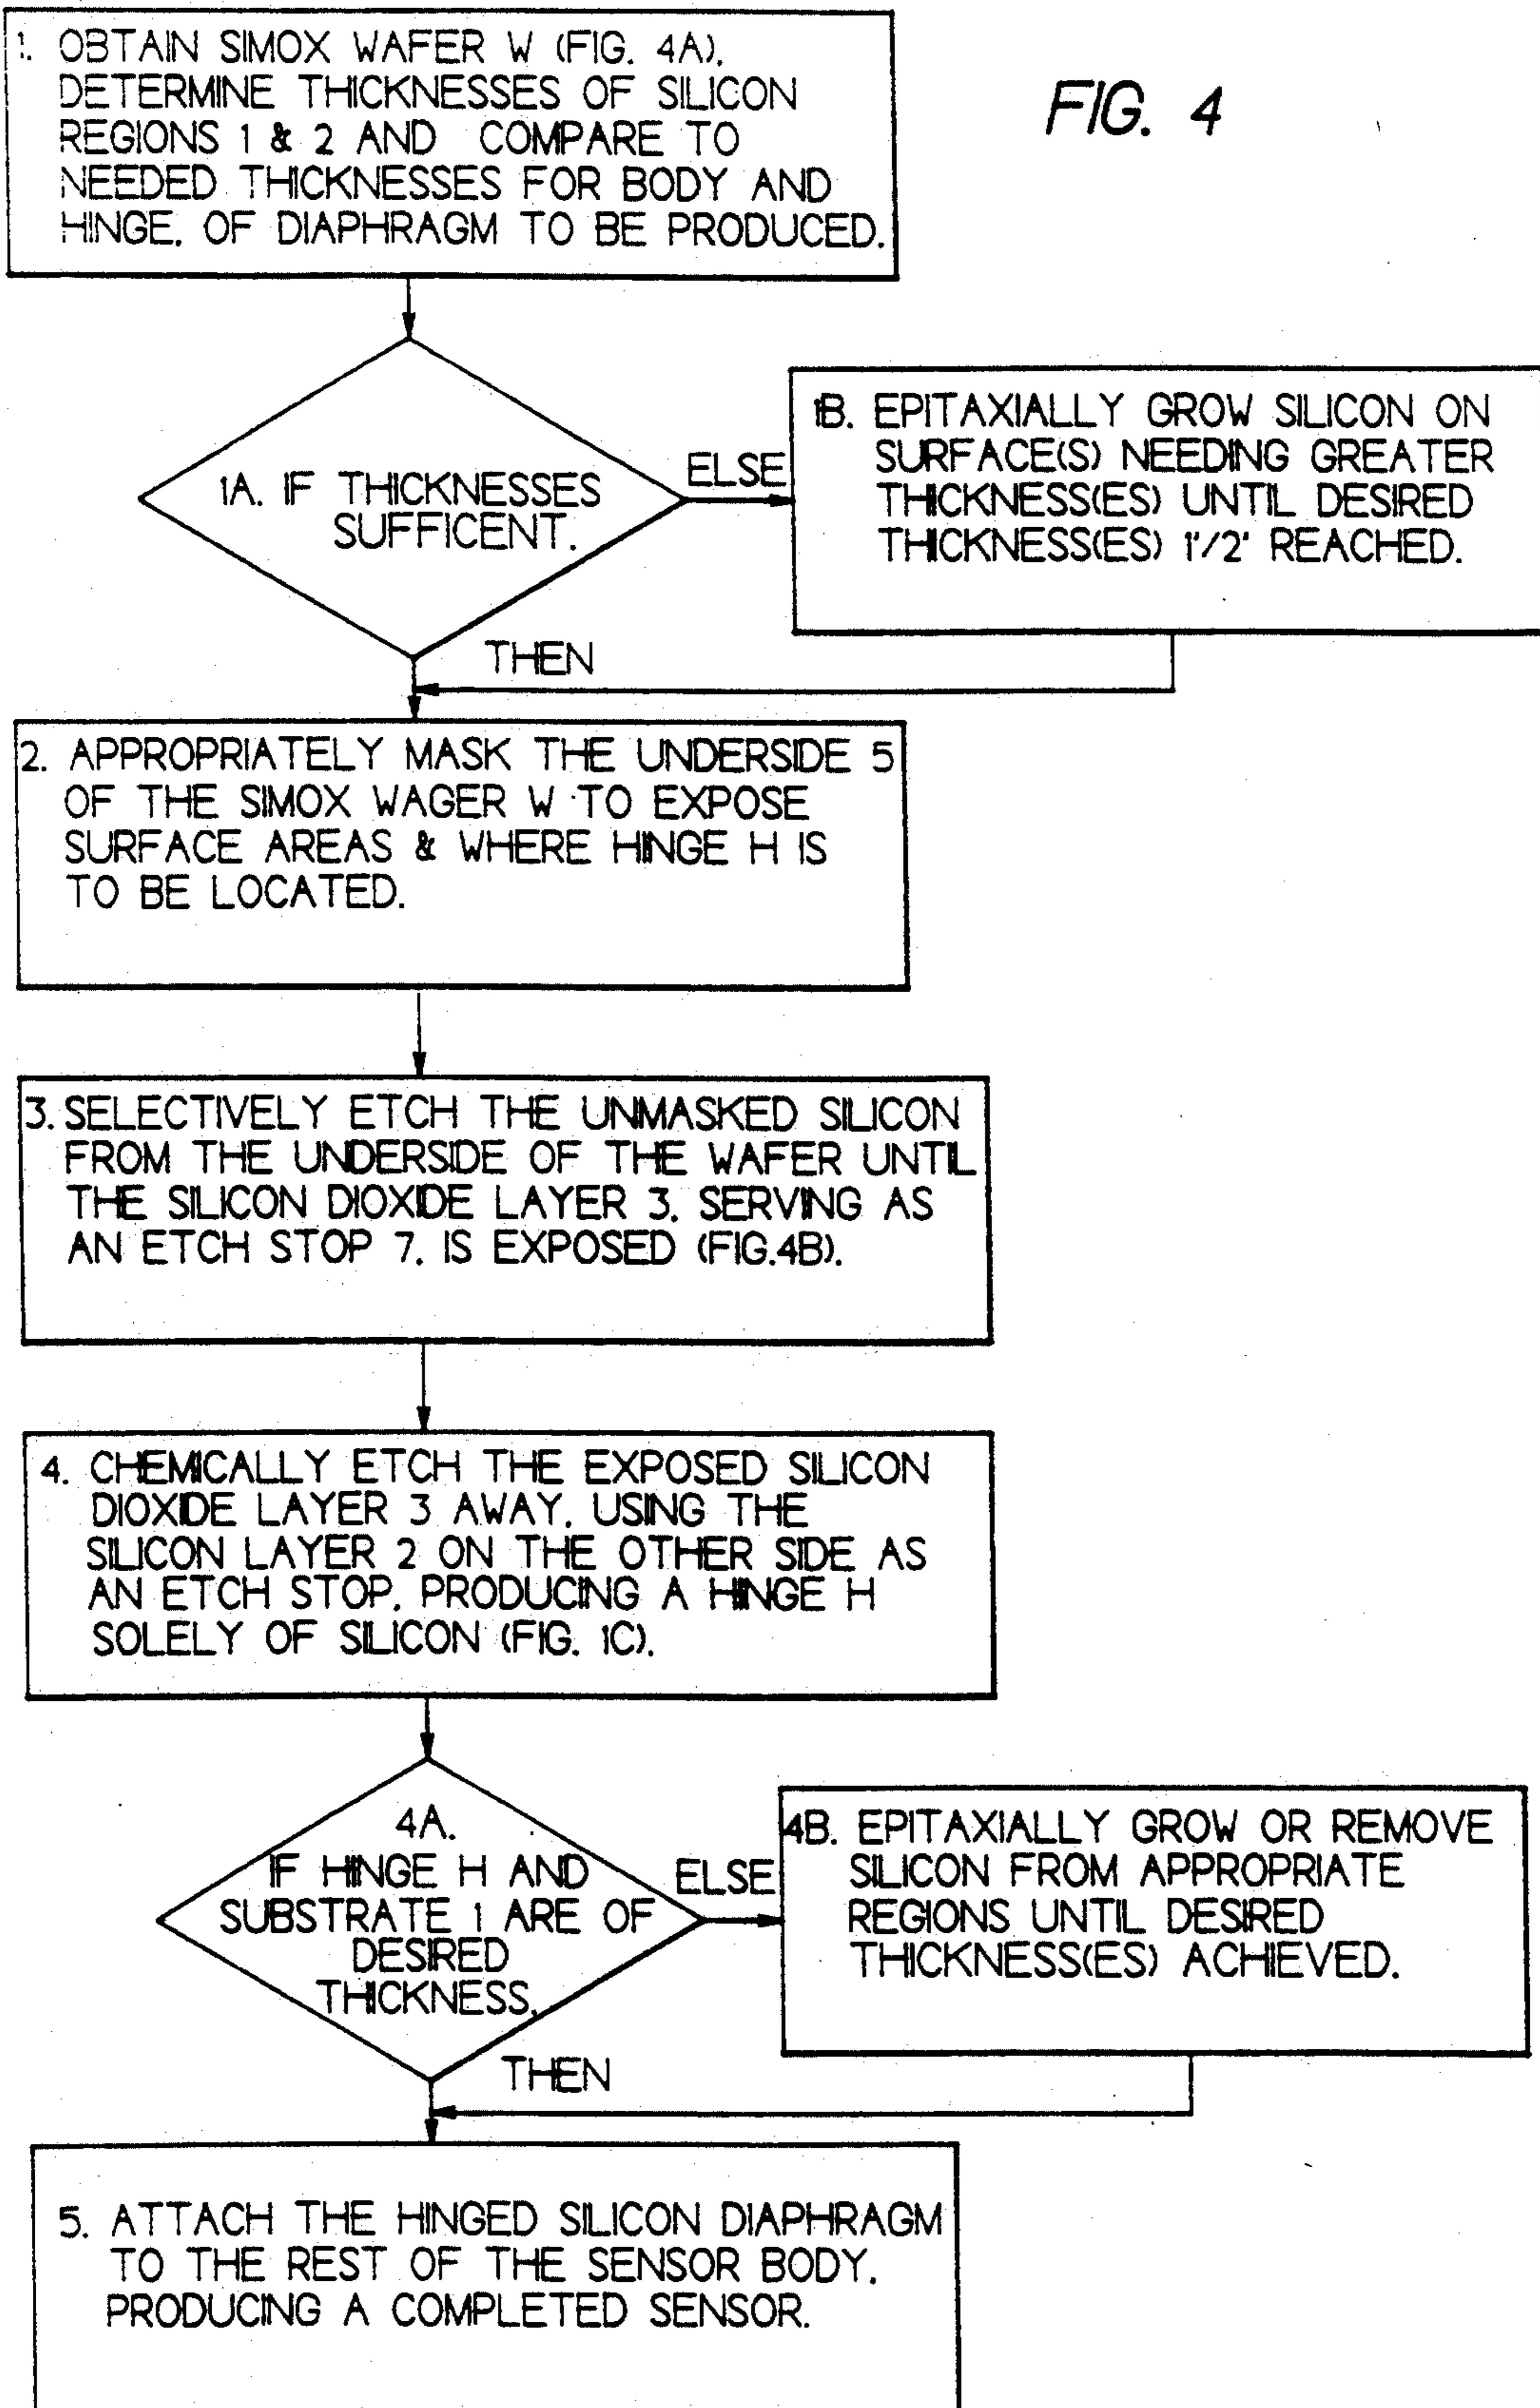 1. OBTAIN SIMOX WAFER W (FIG. 4A).
DETERMINE THICKNESSES OF SILICON
REGIONS 1 & 2 AND COMPARE TO
NEEDED THICKNESSES FOR BODY AND
HINGE. OF DIAPHRAGM TO BE PRODUCED.
FIG. 4
1A. IF THICKNESSES
SUFFICENT.
ELSE
1B. EPITAXIALLY GROW SILICON ON
SURFACE(S) NEEDING GREATER
THICKNESS(ES) UNTIL DESIRED
THICKNESS(ES) 1'/2' REACHED.
THEN
2. APPROPRIATELY MASK THE UNDERSIDE 5
OF THE SIMOX WAGER W TO EXPOSE
SURFACE AREAS & WHERE HINGE H IS
TO BE LOCATED.
3. SELECTIVELY ETCH THE UNMASKED SILICON
FROM THE UNDERSIDE OF THE WAFER UNTIL
THE SILICON DIOXIDE LAYER 3. SERVING AS
AN ETCH STOP 7. IS EXPOSED (FIG.4B).
4. CHEMICALLY ETCH THE EXPOSED SILICON
DIOXIDE LAYER 3 AWAY. USING THE
SILICON LAYER 2 ON THE OTHER SIDE AS
AN ETCH STOP. PRODUCING A HINGE H
SOLELY OF SILICON (FIG. 1C).
4A.
IF HINGE H AND
SUBSTRATE 1 ARE OF
DESIRED
THICKNESS.
ELSE
4B. EPITAXIALLY GROW OR REMOVE
SILICON FROM APPROPRIATE
REGIONS UNTIL DESIRED
THICKNESS(ES) ACHIEVED.
THEN
5. ATTACH THE HINGED SILICON DIAPHRAGM
TO THE REST OF THE SENSOR BODY.
PRODUCING A COMPLETED SENSOR.